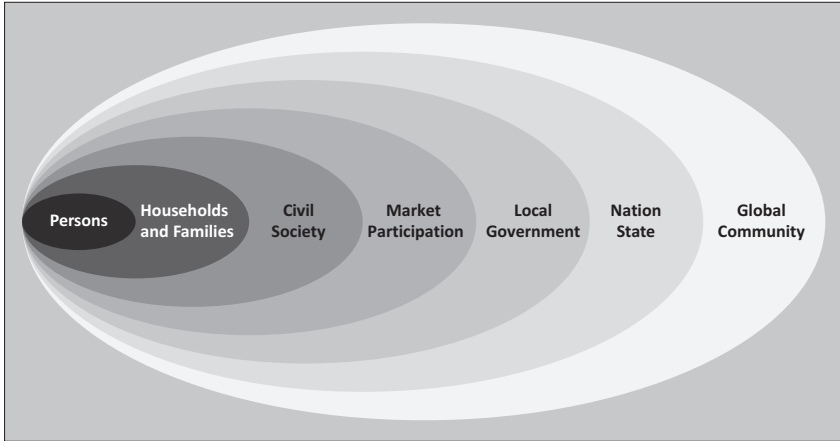 Persons
Households
and Families
Civil
Society
Market
Participation
Local
Government
Nation
State
Global
Community